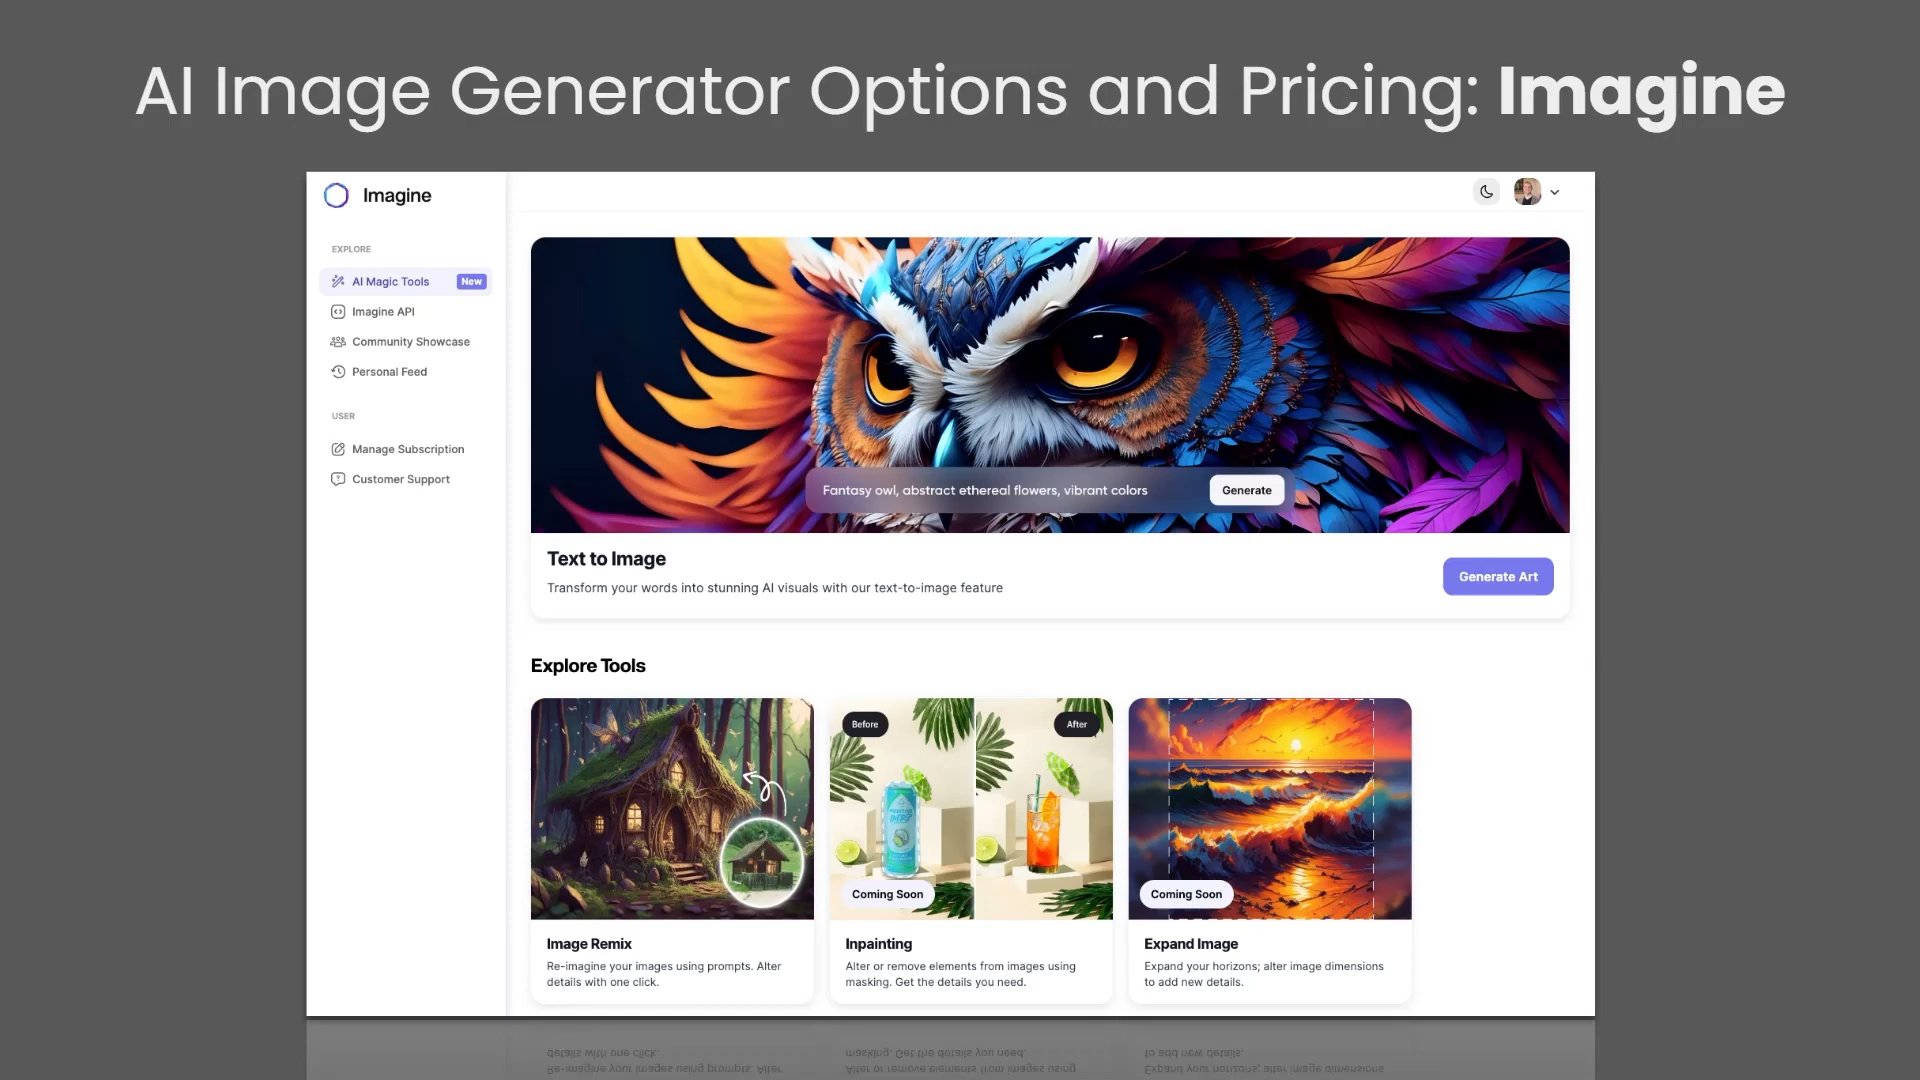 AI Image Generator Options and Pricing: Imagine
Imagine
EXPLORE
AI Magic Tools New
Imagine API
Community Showcase
Personal Feed
USER
Manage Subscription
Customer Support
Fantasy owl, abstract ethereal flowers, vibrant colors Generate
Text to Image
Transform your words into stunning AI visuals with our text-to-image feature
Generate Art
Explore Tools
Before After
Coming Soon
Coming Soon
Image Remix
Re-imagine your images using prompts. Alter
details with one click.
Inpainting
Alter or remove elements from images using
masking. Get the details you need.
Expand Image
Expand your horizons; alter image dimensions
to add new details.